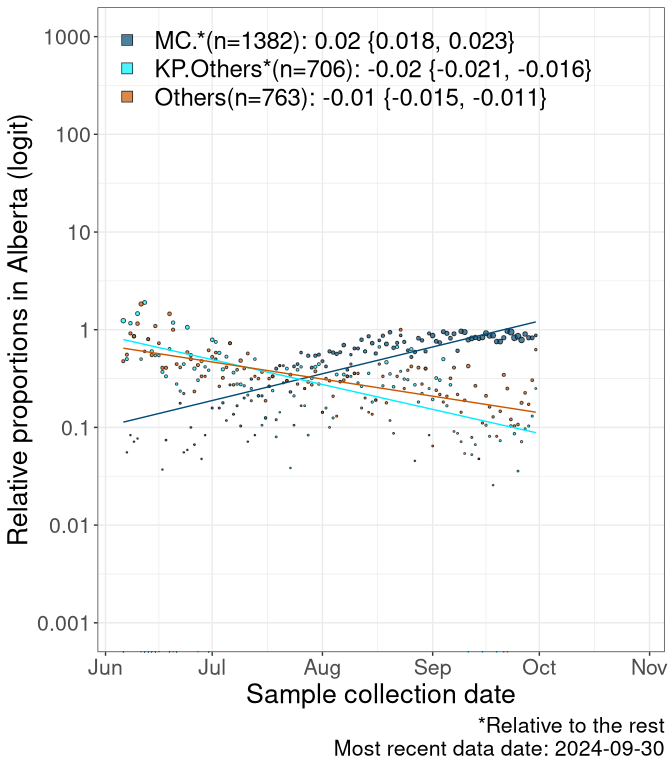 MC.*(n=1382): 0.02 {0.018, 0.023}
KP.Others*(n=706): -0.02 {-0.021, -0.016}
Others(n=763): -0.01 {-0.015, -0.011}
Relative proportions in Alberta (logit)
1000
100
10
1
0.1
0.01
0.001
Jun Jul Aug Sep Oct Nov
Sample collection date
*Relative to the rest
Most recent data date: 2024-09-30